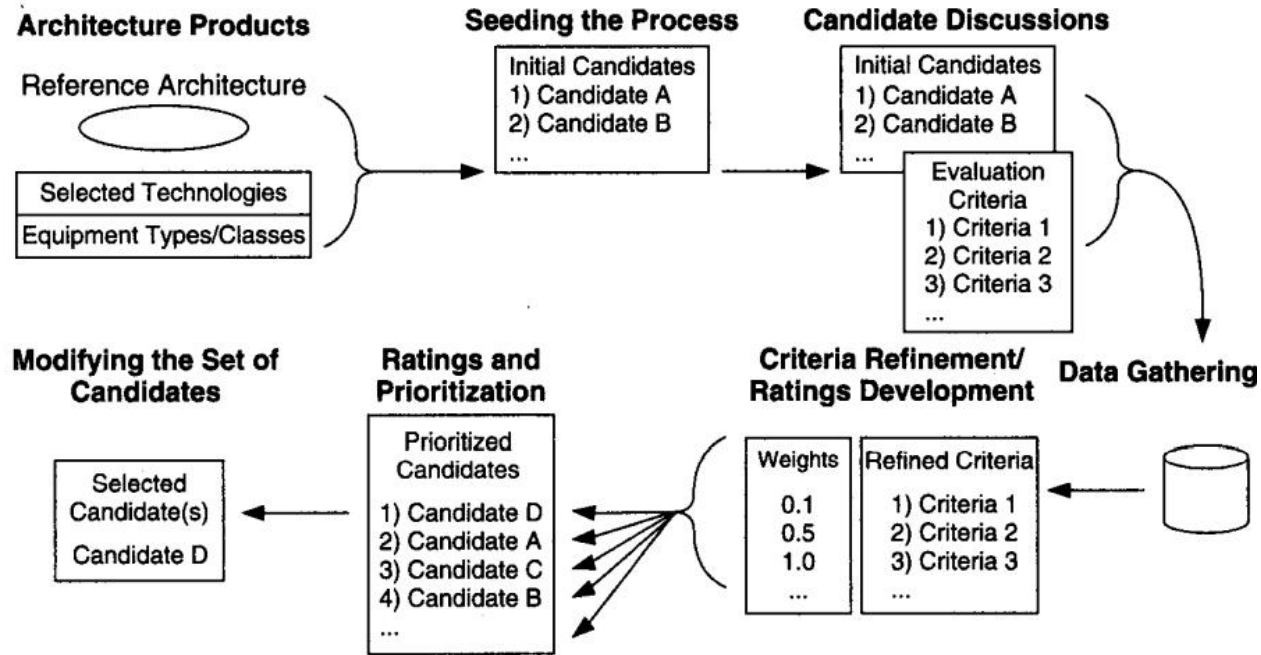 Architecture Products
Reference Architecture
Selected Technologies
Equipment Types/Classes
Seeding the Process
Initial Candidates
1) Candidate A
2) Candidate B
...
Candidate Discussions
Initial Candidates
1) Candidate A
2) Candidate B
...
Evaluation
Criteria
1) Criteria 1
2) Criteria 2
3) Criteria 3
...
Data Gathering
Criteria Refinement/
Ratings Development
Weights
0.1
0.5
1.0
...
Refined Criteria
1) Criteria 1
2) Criteria 2
3) Criteria 3
...
Ratings and
Prioritization
Prioritized
Candidates
1) Candidate D
2) Candidate A
3) Candidate C
4) Candidate B
...
Modifying the Set of
Candidates
Selected
Candidate(s)
Candidate D